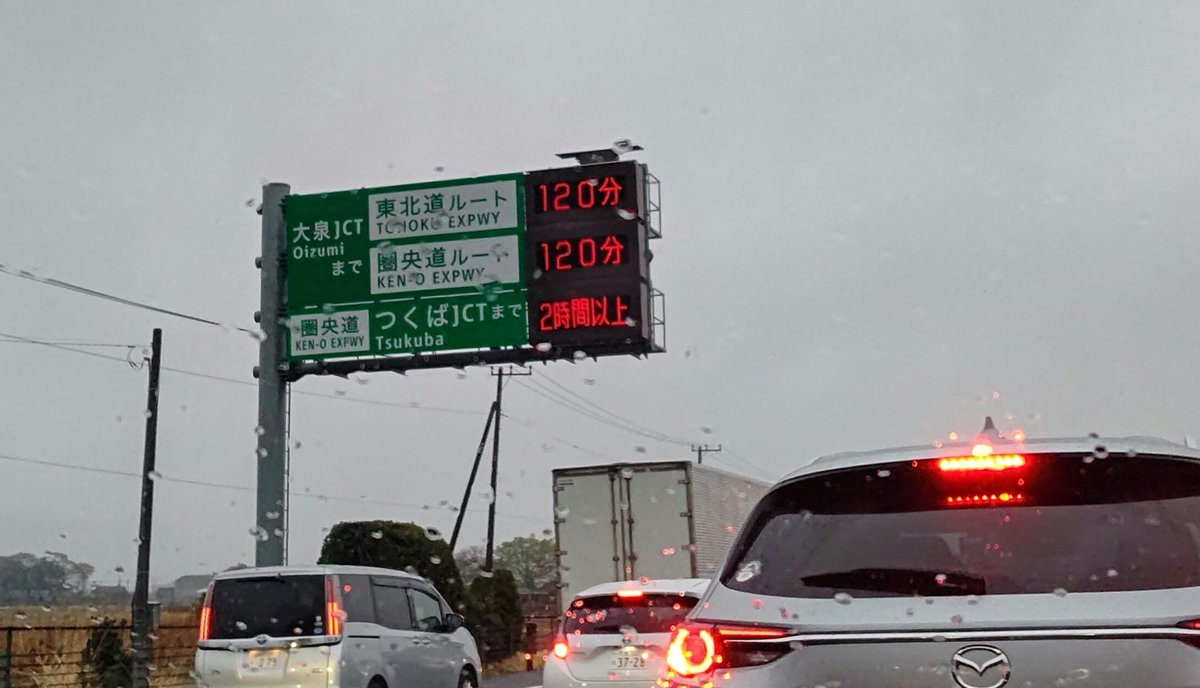 大泉JCT
Oizumi
まで
東北道ルート
TOHOKU EXPWY
120分
圏央道ルート
KEN-O EXPWY
120分
圏央道
KEN-O EXPWY
つくばJCTまで
Tsukuba
2時間以上
37-28